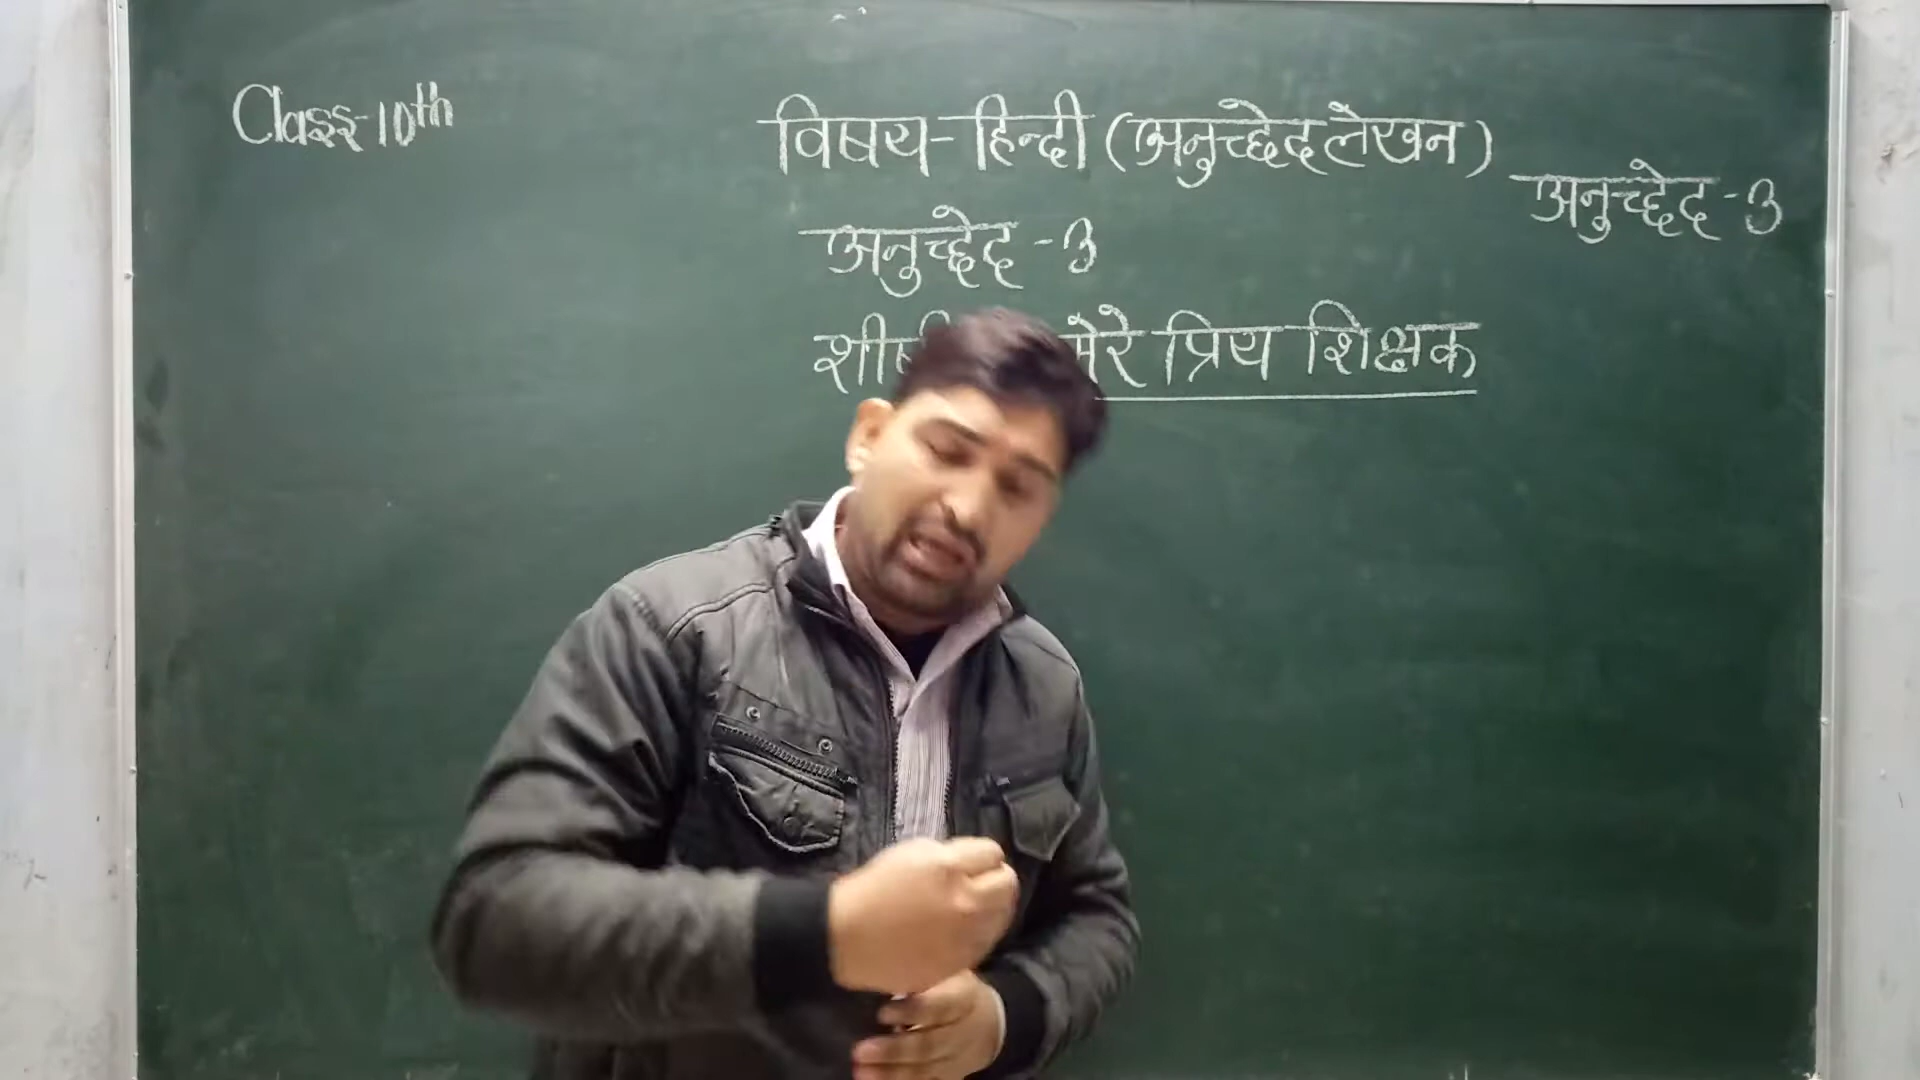 Class-10th
विषय-हिन्दी (अनुच्छेद लेखन)
अनुच्छेद-3
अनुच्छेद-3
मेरे प्रिय शिक्षक